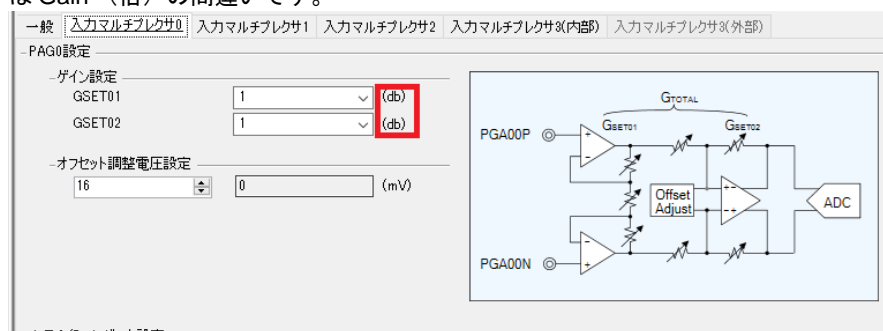 は Gain （倍）の間違いです。
一般 入力マルチプレクサ0 入力マルチプレクサ1 入力マルチプレクサ2 入力マルチプレクサ3(内部) 入力マルチプレクサ3(外部)
PAG0設定
ゲイン設定
GSET01 1 (db)
GSET02 1 (db)
オフセット調整電圧設定
16 0 (mV)
GTOTAL
GSET01 GSET02
PGA00P
Offset
Adjust
ADC
PGA00N